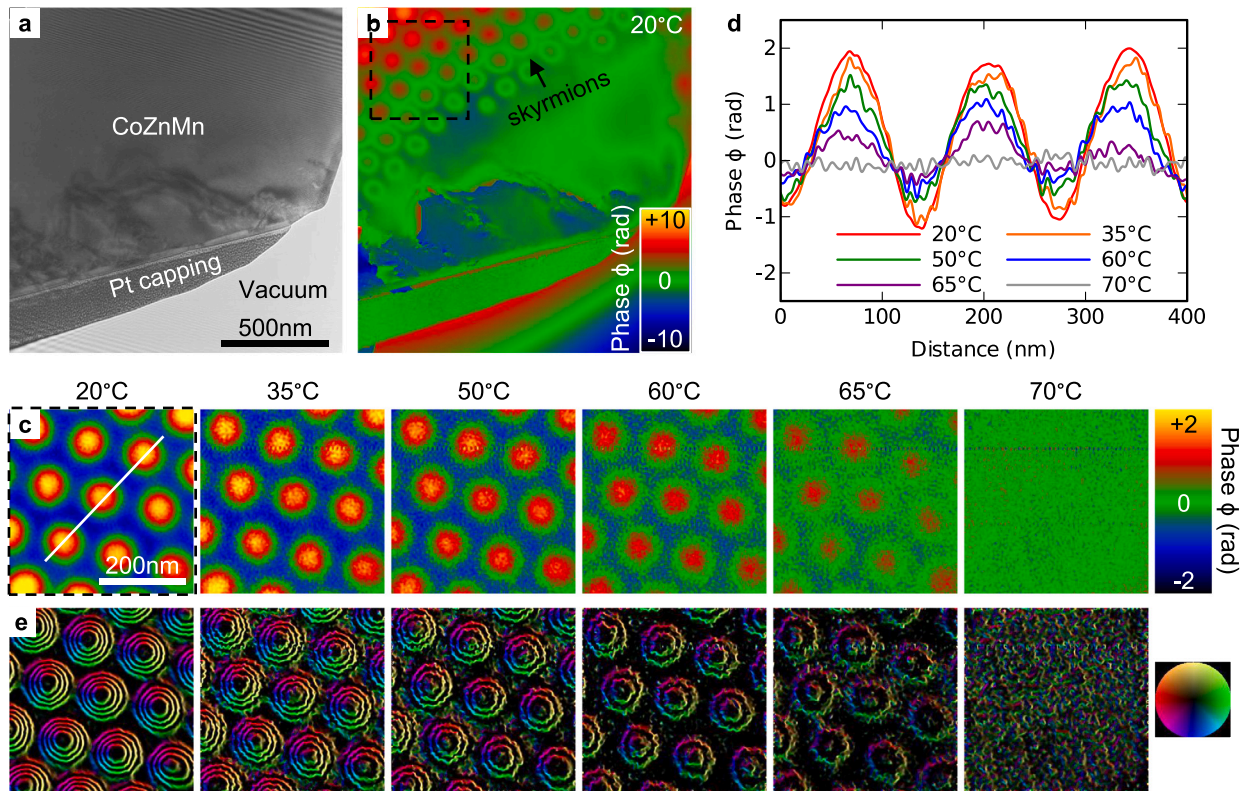 a
CoZnMn
Pt capping
Vacuum
500nm
b
20°C
skyrmions
Phase ϕ (rad)
+10
0
-10
d
Phase ϕ (rad)
2
1
0
-1
-2
20°C
35°C
50°C
60°C
65°C
70°C
0
100
200
300
400
Distance (nm)
20°C
35°C
50°C
60°C
65°C
70°C
c
200nm
+2
0
-2
Phase ϕ (rad)
e